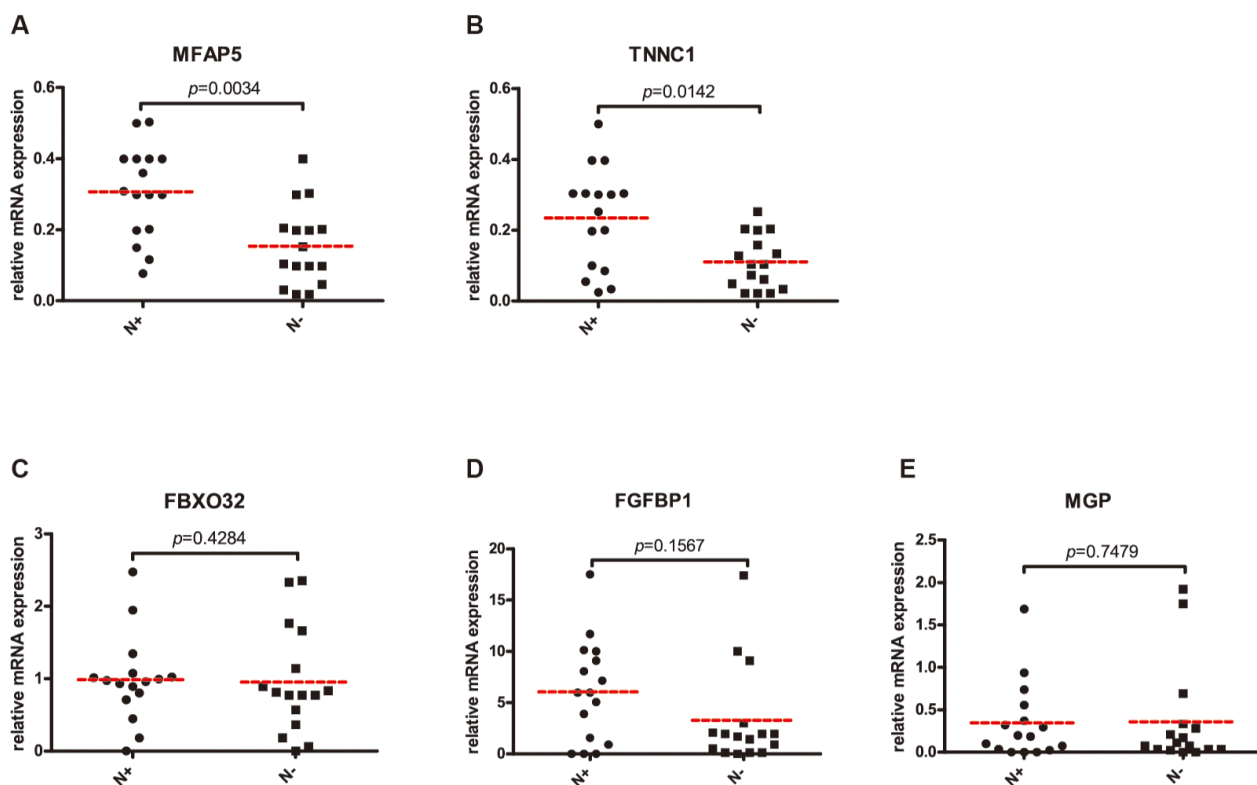 A
MFAP5
p=0.0034
relative mRNA expression
0.6
0.4
0.2
0.0
N+
N-
B
TNNC1
p=0.0142
relative mRNA expression
0.6
0.4
0.2
0.0
N+
N-
C
FBXO32
p=0.4284
relative mRNA expression
3
2
1
0
N+
N-
D
FGFBP1
p=0.1567
relative mRNA expression
20
15
10
5
0
N+
N-
E
MGP
p=0.7479
relative mRNA expression
2.5
2.0
1.5
1.0
0.5
0.0
N+
N-